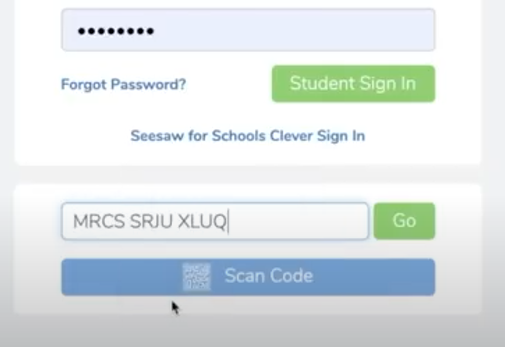 ••••••••
Forgot Password?
Student Sign In
Seesaw for Schools Clever Sign In
MRCS SRJU XLUQ
Go
Scan Code